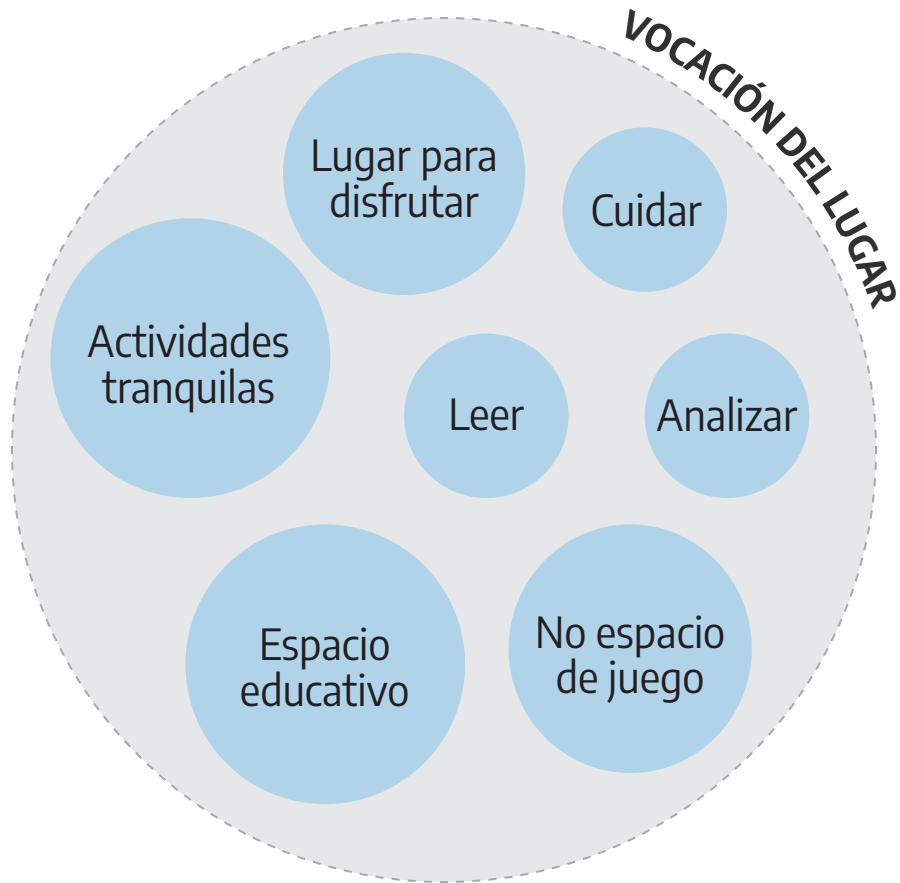 VOCACIÓN DEL LUGAR
Lugar para
disfrutar
Cuidar
Actividades
tranquilas
Leer
Analizar
Espacio
educativo
No espacio
de juego